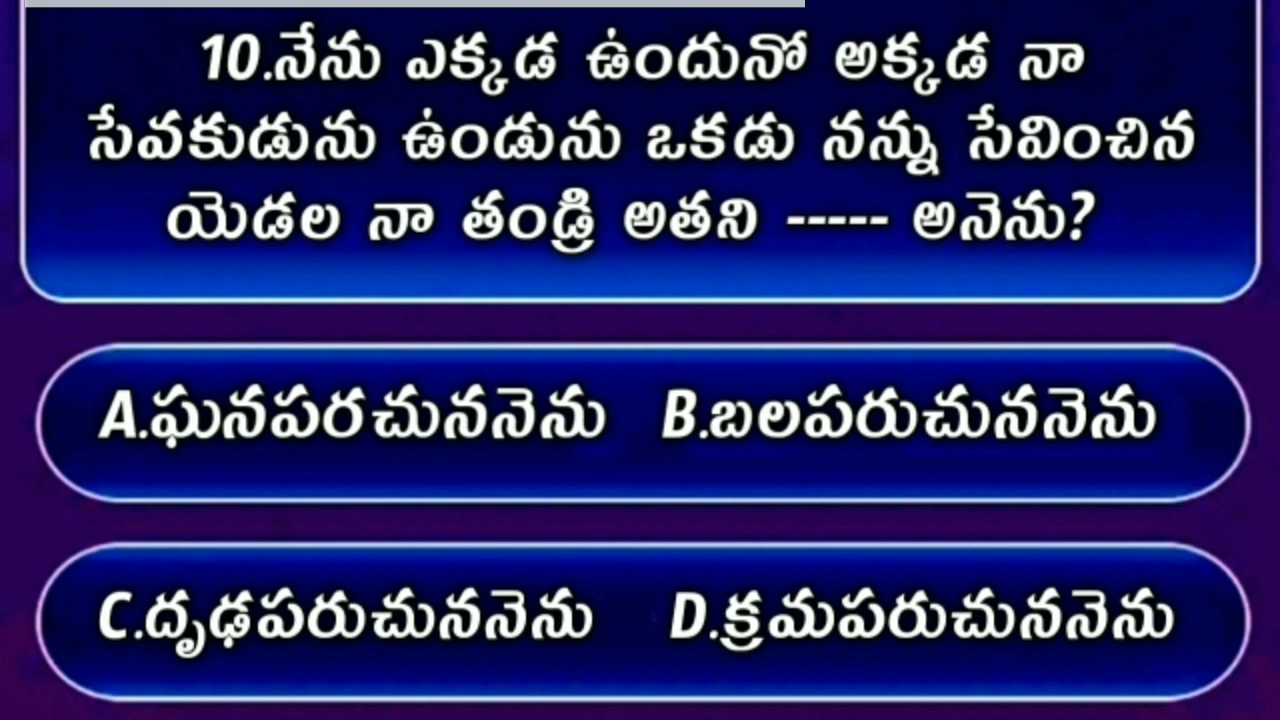 10.నేను ఎక్కడ ఉందునో అక్కడ నా
సేవకుడును ఉండును ఒకడు నన్ను సేవించిన
యెడల నా తండ్రి అతని ----- అనెను?
A.ఘనపరచుననెను B.బలపరుచుననెను
C.దృఢపరుచుననెను D.క్రమపరుచుననెను